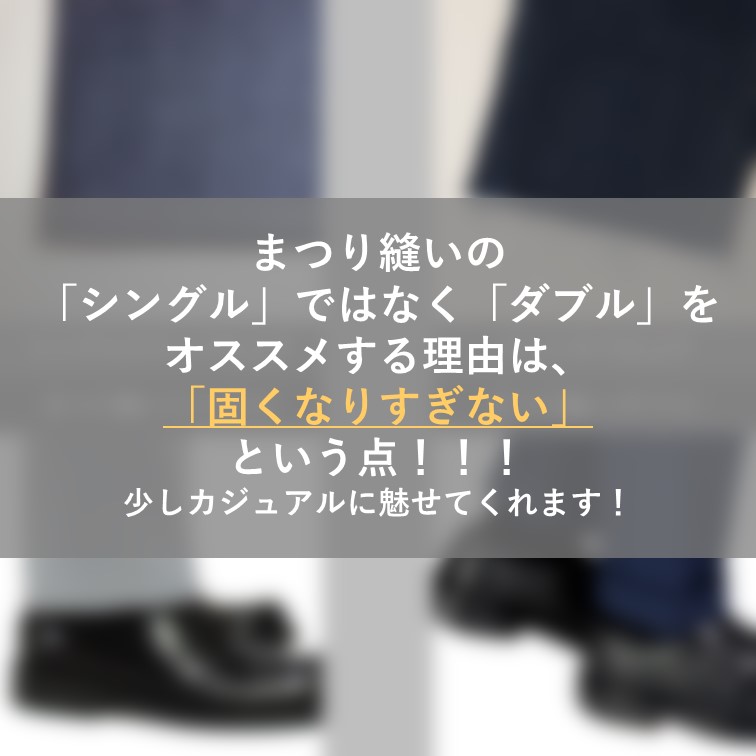 まつり縫いの
「シングル」ではなく「ダブル」を
オススメする理由は、
「固くなりすぎない」
という点！！！
少しカジュアルに魅せてくれます！